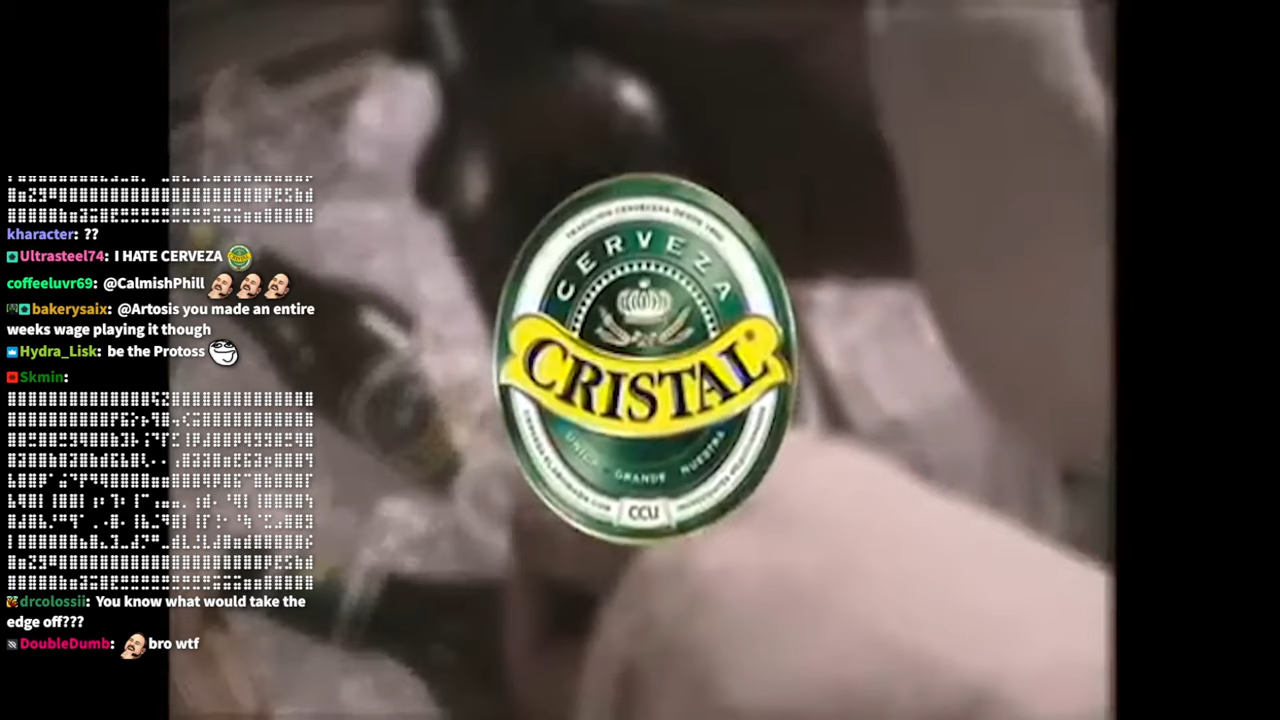 kharacter: ??
Ultrasteel74: I HATE CERVEZA
coffeeluvr69: @CalmishPhill
bakerysaix: @Artosis you made an entire
weeks wage playing it though
Hydra_Lisk: be the Protoss
Skmin:
drcolossii: You know what would take the
edge off???
DoubleDumb: bro wtf
CERVEZA
CRISTAL
UNICA - GRANDE NUESTRA
CCU